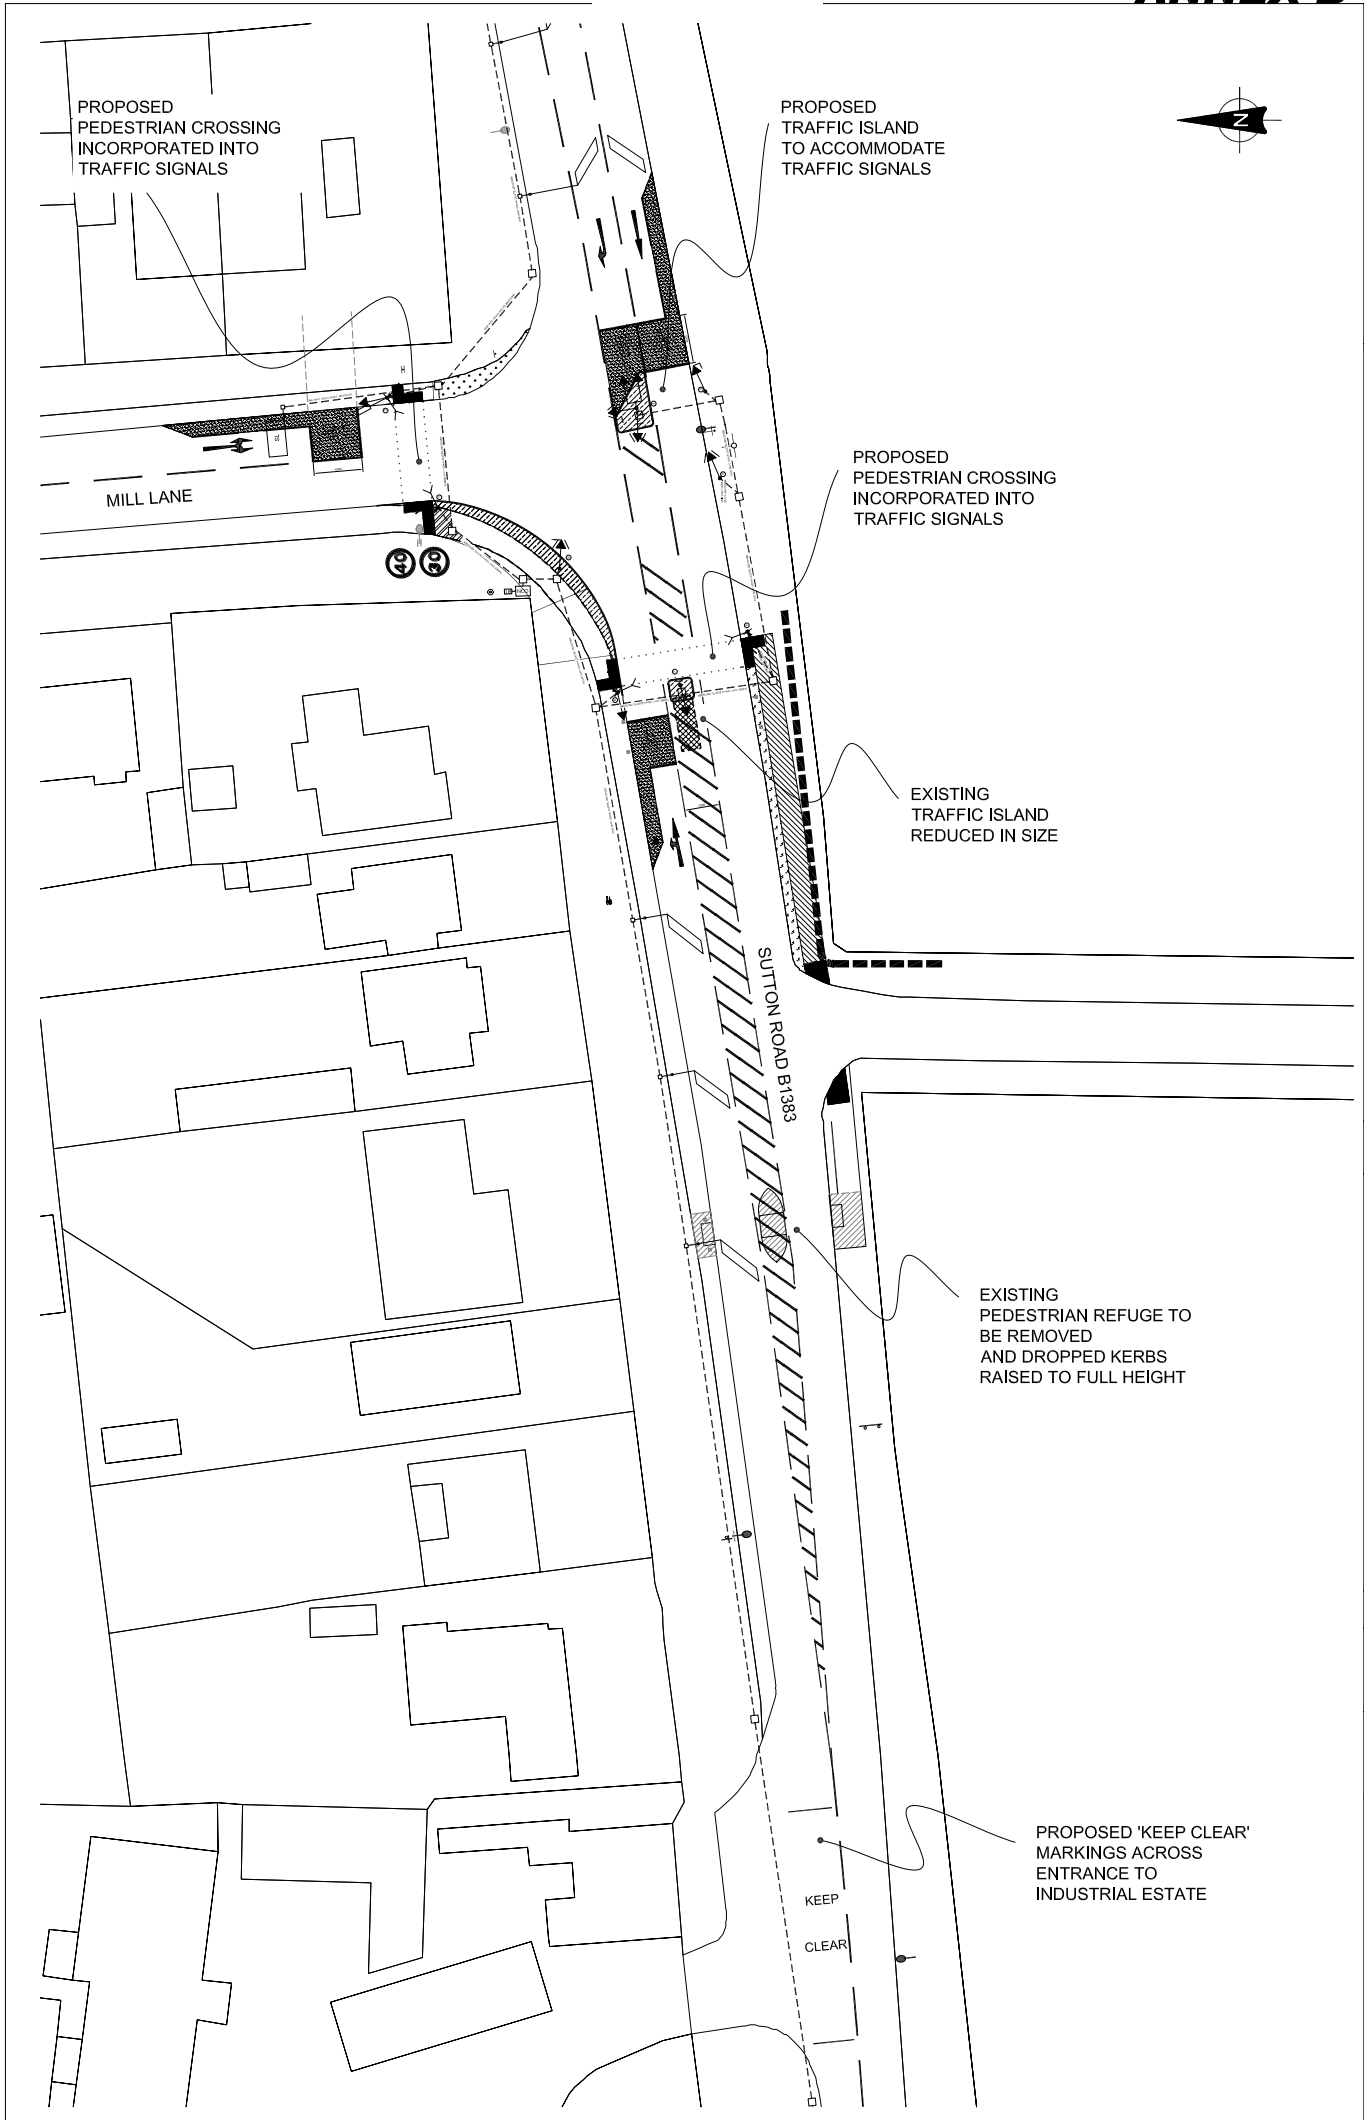 PROPOSED
PEDESTRIAN CROSSING
INCORPORATED INTO
TRAFFIC SIGNALS
PROPOSED
TRAFFIC ISLAND
TO ACCOMMODATE
TRAFFIC SIGNALS
N
SL
MILL LANE
PROPOSED
PEDESTRIAN CROSSING
INCORPORATED INTO
TRAFFIC SIGNALS
40
30
EXISTING
TRAFFIC ISLAND
REDUCED IN SIZE
SUTTON ROAD B1383
EXISTING
PEDESTRIAN REFUGE TO
BE REMOVED
AND DROPPED KERBS
RAISED TO FULL HEIGHT
PROPOSED 'KEEP CLEAR'
MARKINGS ACROSS
ENTRANCE TO
INDUSTRIAL ESTATE
KEEP
CLEAR